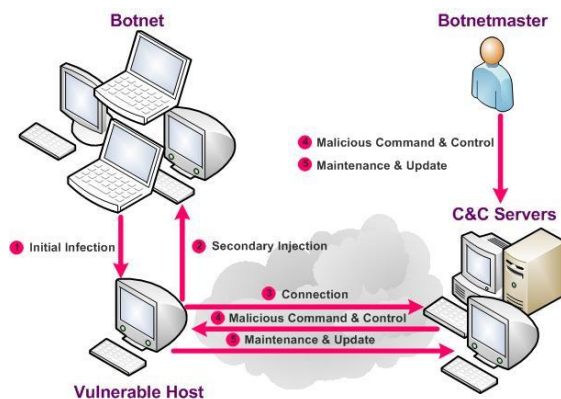 Botnet
Botnetmaster
4 Malicious Command & Control
5 Maintenance & Update
C&C Servers
1 Initial Infection
2 Secondary Injection
3 Connection
4 Malicious Command & Control
5 Maintenance & Update
Vulnerable Host